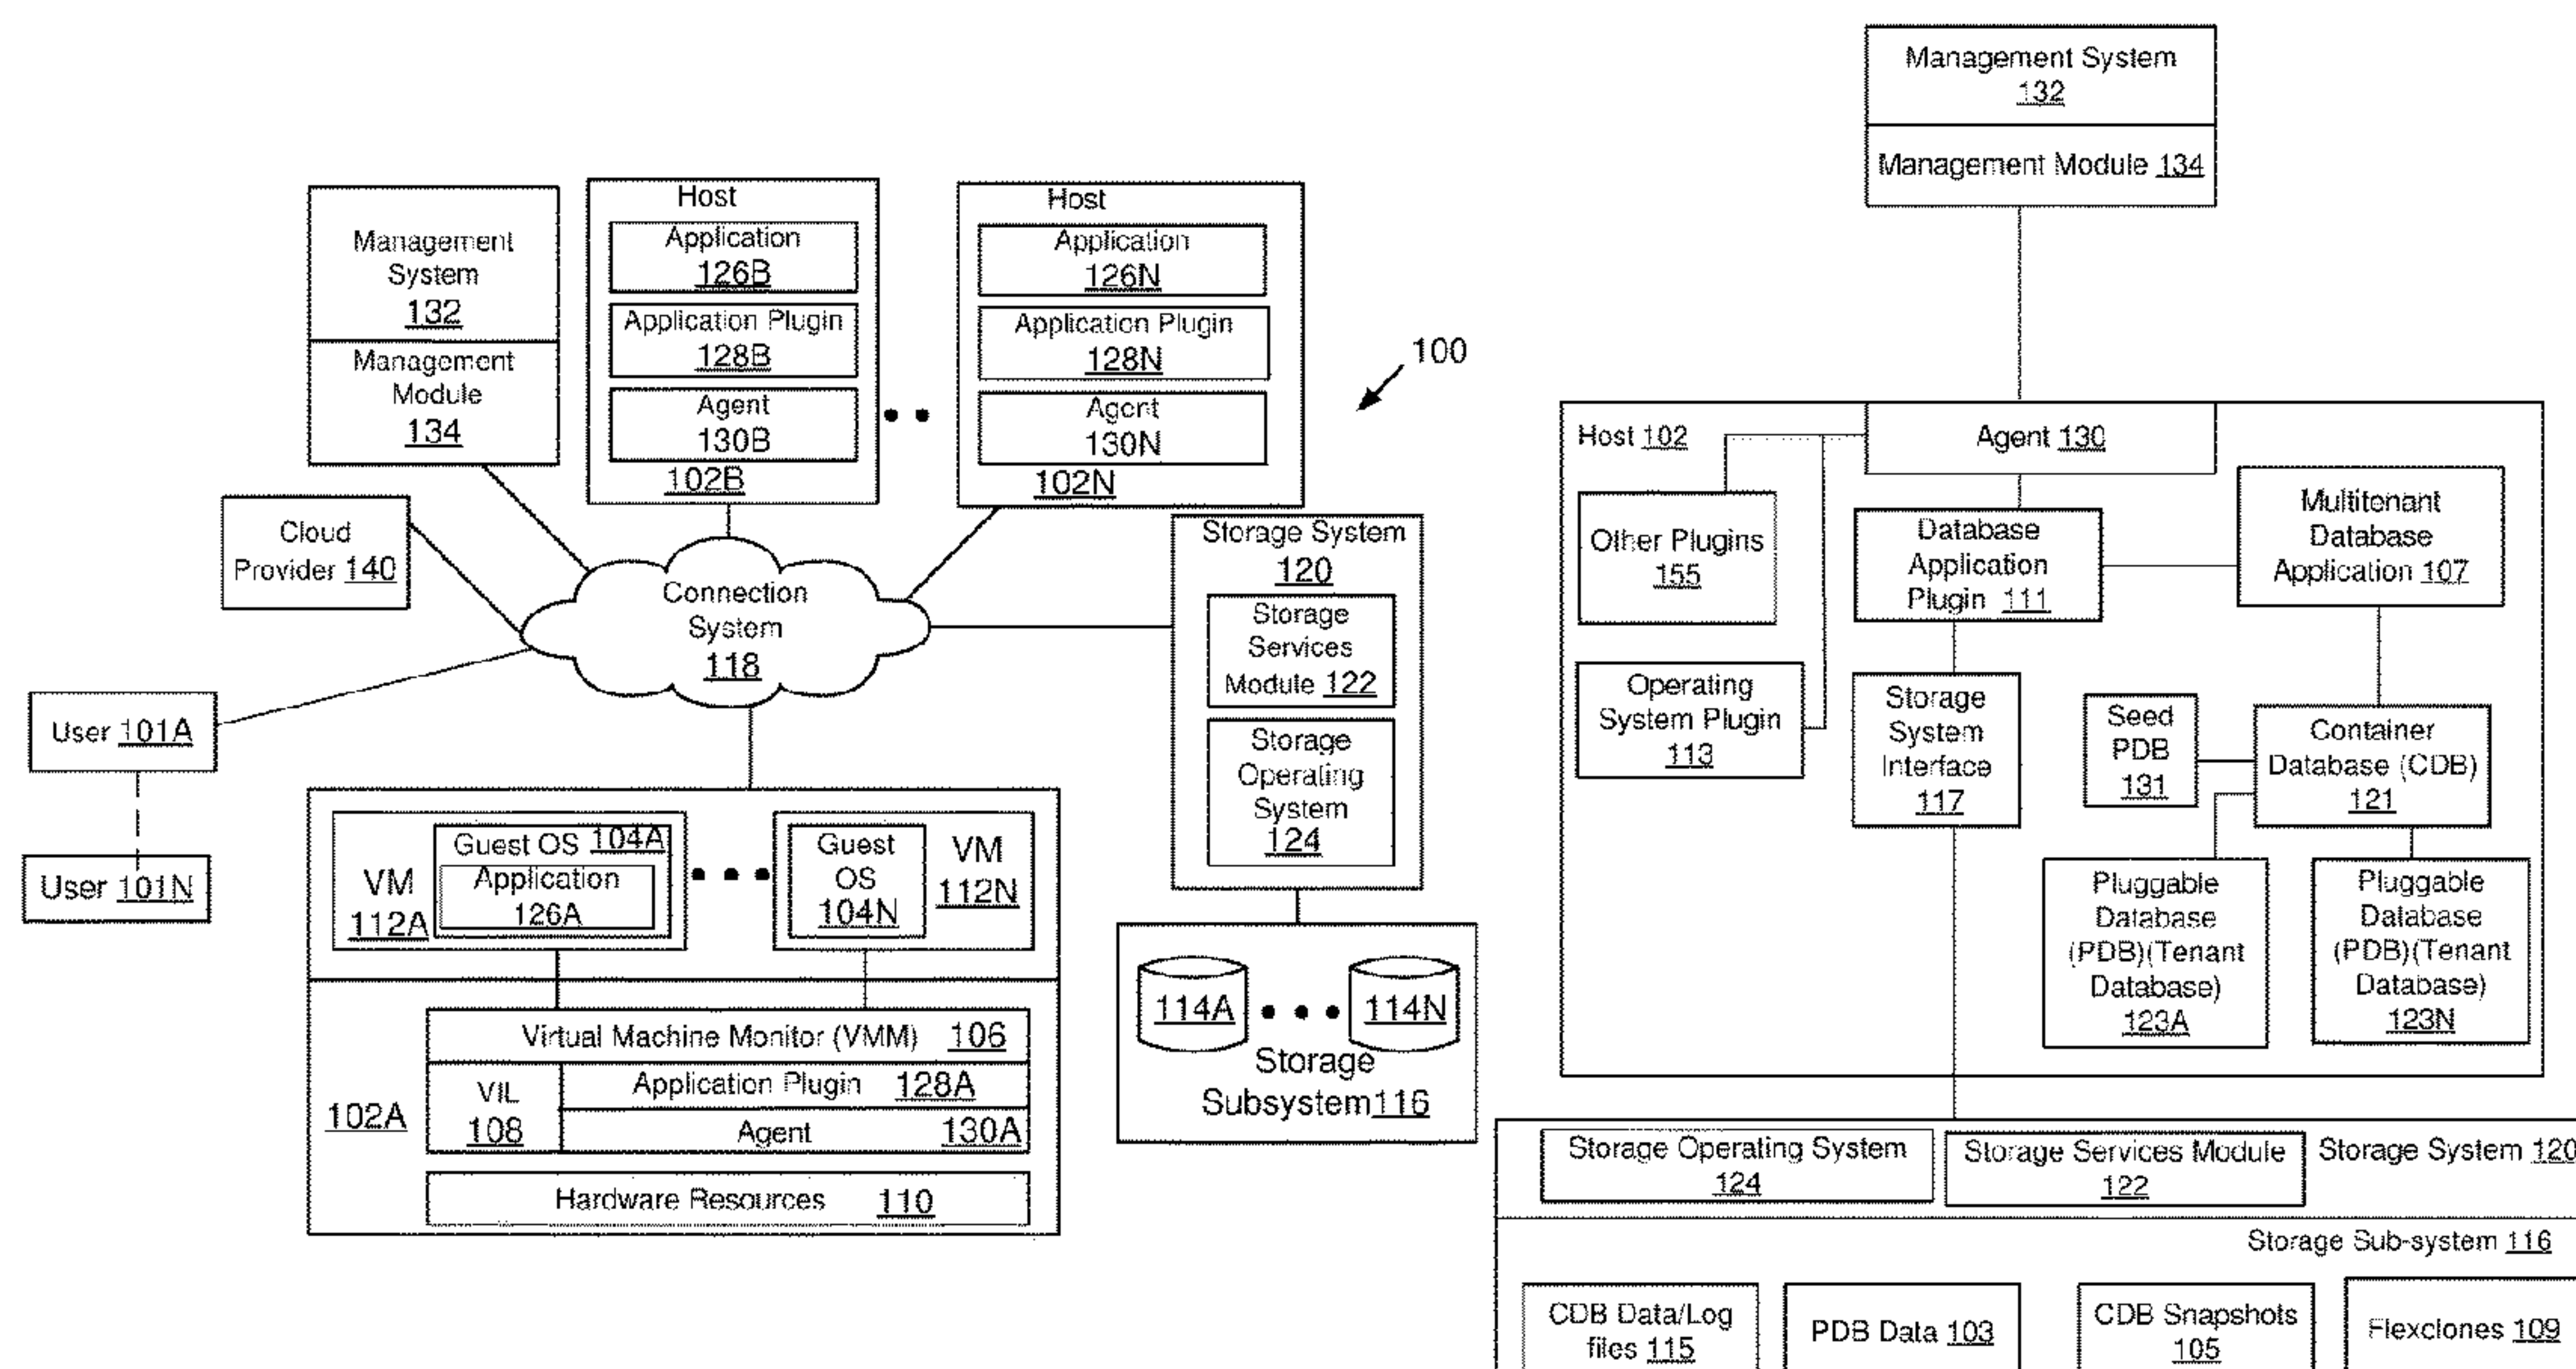 Management
System
132
Management
Module
134
Host
Application
126B
Application Plugin
128B
Agent
130B
102B
Host
Application
126N
Application Plugin
128N
Agent
130N
102N
100
Cloud
Provider 140
Connection
System
118
User 101A
User 101N
Storage System
120
Storage
Services
Module 122
Storage
Operating
System
124
114A
114N
Storage
Subsystem116
VM
112A
Guest OS 104A
Application
126A
Guest
OS
104N
VM
112N
102A
Virtual Machine Monitor (VMM) 106
VIL
108
Application Plugin 128A
Agent 130A
Hardware Resources 110
Management System
132
Management Module 134
Host 102
Agent 130
Other Plugins
155
Operating
System Plugin
113
Database
Application
Plugin 111
Multitenant
Database
Application 107
Storage
System
Interface
117
Seed
PDB
131
Container
Database (CDB)
121
Pluggable
Database
(PDB)(Tenant
Database)
123A
Pluggable
Database
(PDB)(Tenant
Database)
123N
Storage Operating System
124
Storage Services Module
122
Storage System 120
Storage Sub-system 116
CDB Data/Log
files 115
PDB Data 103
CDB Snapshots
105
Flexclones 109